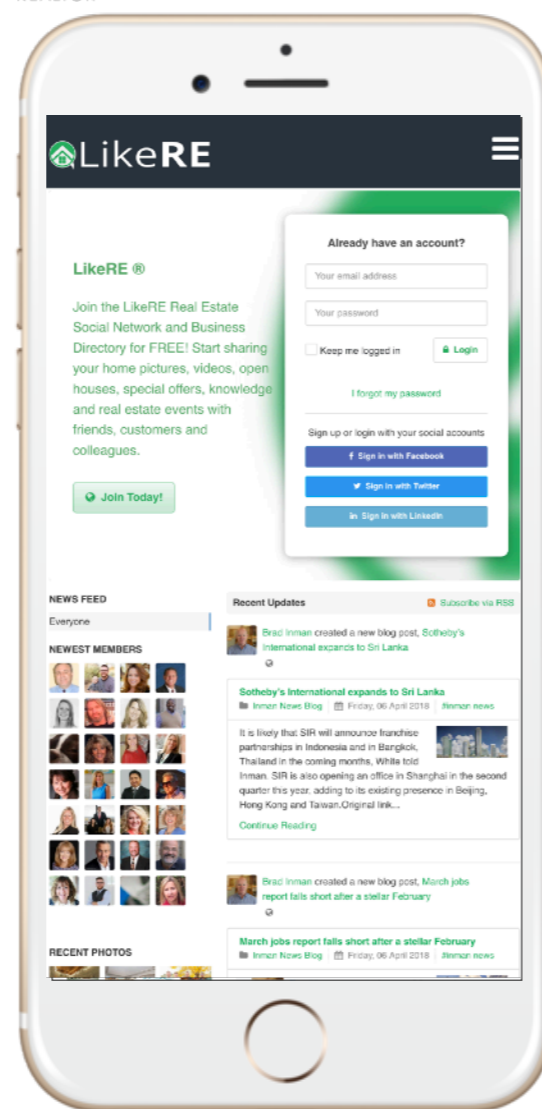 LikeRE
LikeRE ®
Join the LikeRE Real Estate
Social Network and Business
Directory for FREE! Start sharing
your home pictures, videos, open
houses, special offers, knowledge
and real estate events with
friends, customers and
colleagues.
Join Today!
Already have an account?
Your email address
Your password
Keep me logged in
Login
I forgot my password
Sign up or login with your social accounts
Sign in with Facebook
Sign in with Twitter
Sign in with LinkedIn
NEWS FEED
Everyone
NEWEST MEMBERS
RECENT PHOTOS
Recent Updates
Subscribe via RSS
Brad Inman created a new blog post, Sotheby's
International expands to Sri Lanka
Sotheby's International expands to Sri Lanka
Inman News Blog
Friday, 06 April 2018
#inman news
It is likely that SIR will announce franchise
partnerships in Indonesia and in Bangkok,
Thailand in the coming months, White told
Inman. SIR is also opening an office in Shanghai in the second
quarter this year, adding to its existing presence in Beijing,
Hong Kong and Taiwan.Original link...
Continue Reading
Brad Inman created a new blog post, March jobs
report falls short after a stellar February
March jobs report falls short after a stellar February
Inman News Blog
Friday, 06 April 2018
#inman news